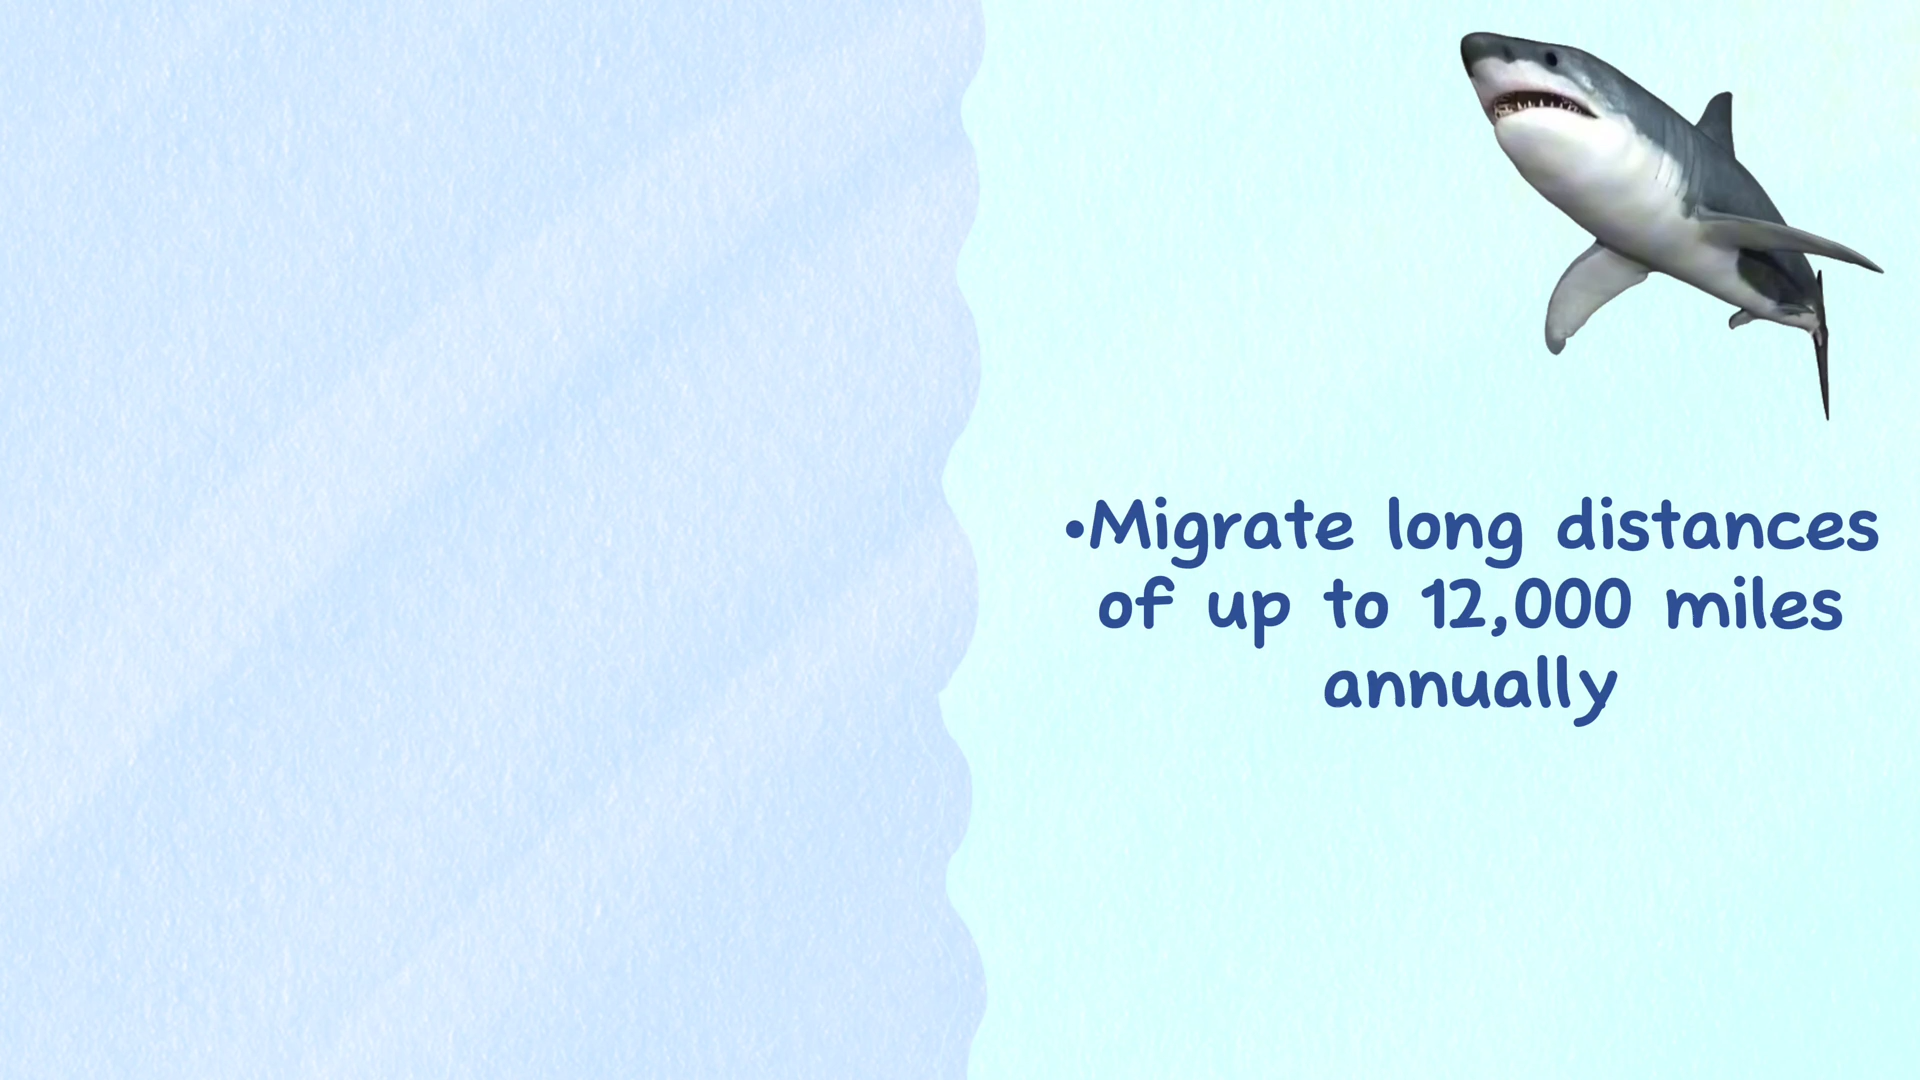 •Migrate long distances
of up to 12,000 miles
annually